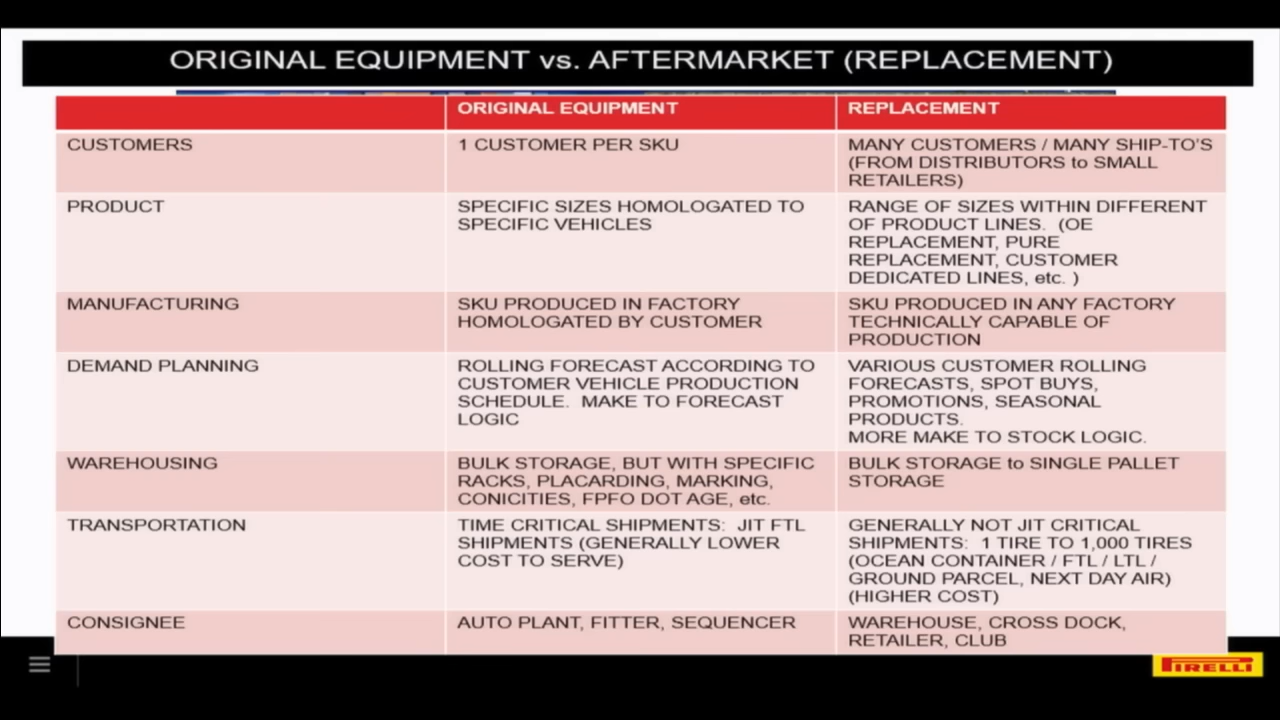 ORIGINAL EQUIPMENT vs. AFTERMARKET (REPLACEMENT)
ORIGINAL EQUIPMENT
REPLACEMENT
CUSTOMERS
1 CUSTOMER PER SKU
MANY CUSTOMERS / MANY SHIP-TO'S
(FROM DISTRIBUTORS to SMALL
RETAILERS)
PRODUCT
SPECIFIC SIZES HOMOLOGATED TO
SPECIFIC VEHICLES
RANGE OF SIZES WITHIN DIFFERENT
OF PRODUCT LINES. (OE
REPLACEMENT, PURE
REPLACEMENT, CUSTOMER
DEDICATED LINES, etc. )
MANUFACTURING
SKU PRODUCED IN FACTORY
HOMOLOGATED BY CUSTOMER
SKU PRODUCED IN ANY FACTORY
TECHNICALLY CAPABLE OF
PRODUCTION
DEMAND PLANNING
ROLLING FORECAST ACCORDING TO
CUSTOMER VEHICLE PRODUCTION
SCHEDULE. MAKE TO FORECAST
LOGIC
VARIOUS CUSTOMER ROLLING
FORECASTS, SPOT BUYS,
PROMOTIONS, SEASONAL
PRODUCTS.
MORE MAKE TO STOCK LOGIC.
WAREHOUSING
BULK STORAGE, BUT WITH SPECIFIC
RACKS, PLACARDING, MARKING,
CONICITIES, FPFO DOT AGE, etc.
BULK STORAGE to SINGLE PALLET
STORAGE
TRANSPORTATION
TIME CRITICAL SHIPMENTS: JIT FTL
SHIPMENTS (GENERALLY LOWER
COST TO SERVE)
GENERALLY NOT JIT CRITICAL
SHIPMENTS: 1 TIRE TO 1,000 TIRES
(OCEAN CONTAINER / FTL / LTL /
GROUND PARCEL, NEXT DAY AIR)
(HIGHER COST)
CONSIGNEE
AUTO PLANT, FITTER, SEQUENCER
WAREHOUSE, CROSS DOCK,
RETAILER, CLUB
PIRELLI